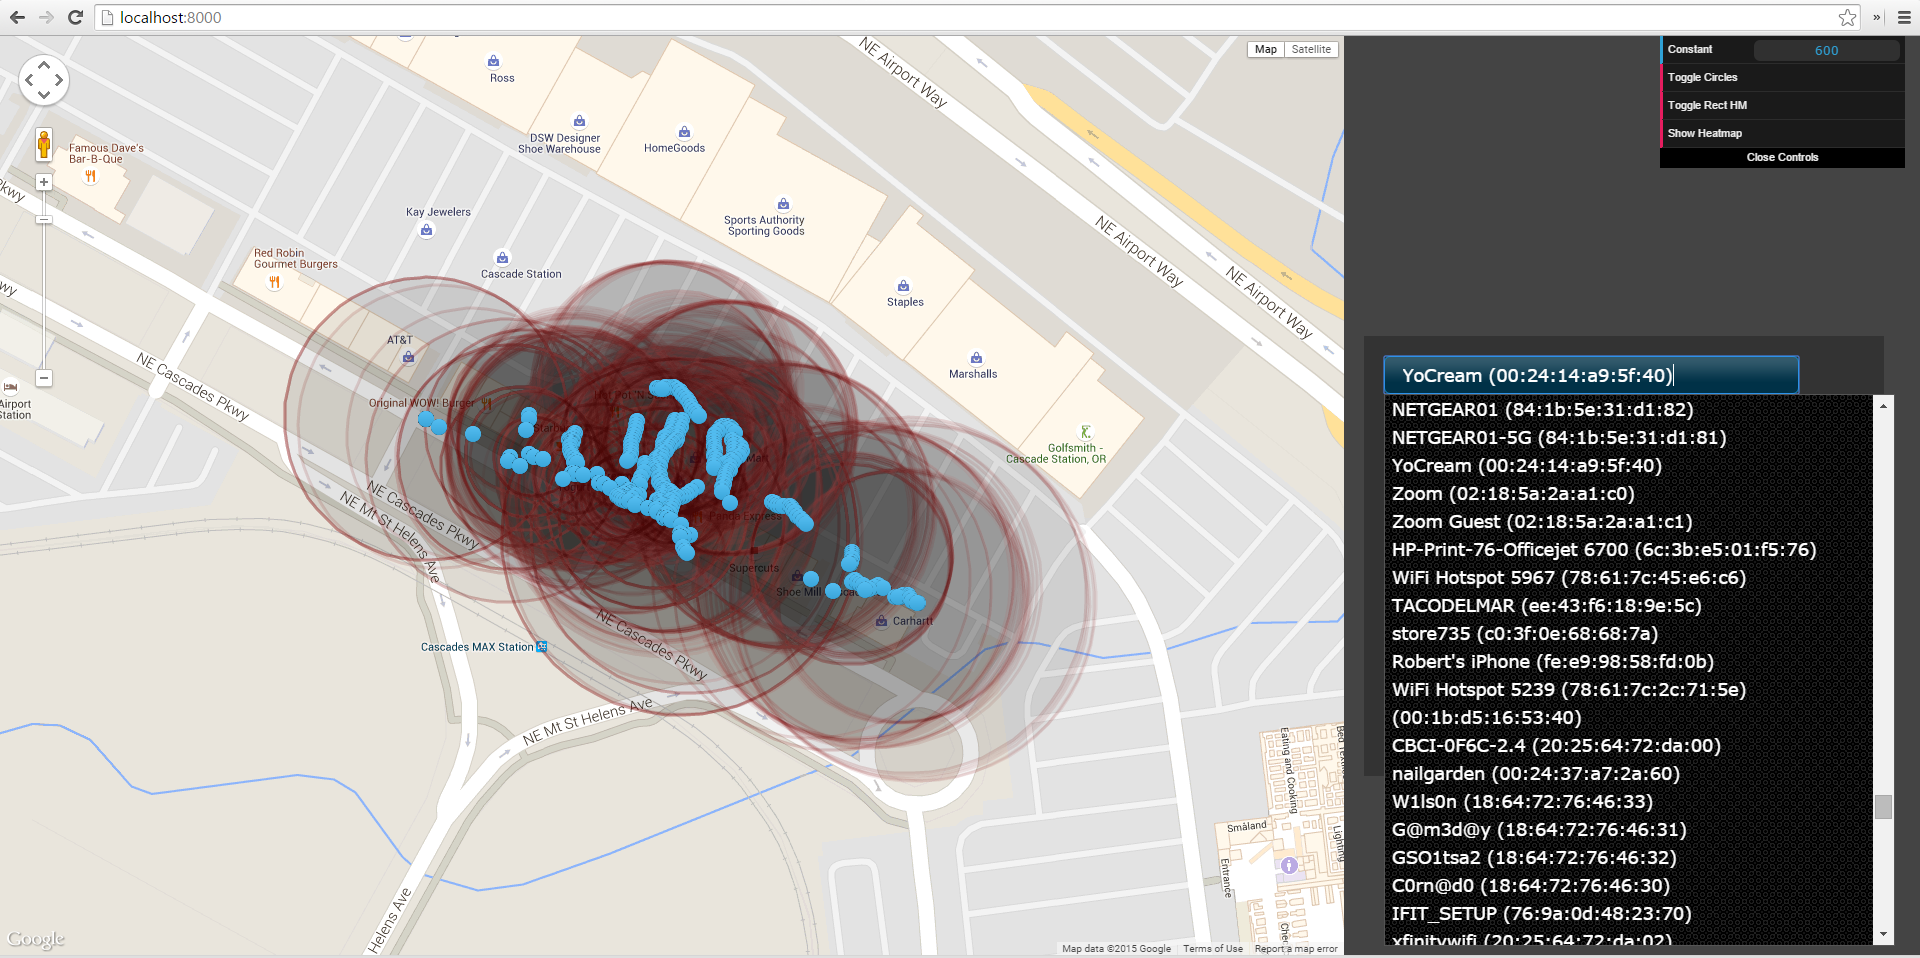 localhost:8000
Map
Satellite
NE Airport Way
NE Airport Way
NE Airport Way
Ross
DSW Designer
Shoe Warehouse
HomeGoods
Famous Dave's
Bar-B-Que
Kay Jewelers
Sports Authority
Sporting Goods
Red Robin
Gourmet Burgers
Cascade Station
Staples
AT&T
Marshalls
NE Cascades Pkwy
Airport
Station
Original WOW! Burger
Golfsmith -
Cascade Station, OR
NE Cascades Pkwy
NE Mt St Helens Ave
Panda Express
Supercuts
Shoe Mill
Carhartt
NE Cascades Pkwy
Cascades MAX Station
NE Mt St Helens Ave
Helens Ave
Eating and Cooking
Småland
Lighting
Entrance
Google
Map data ©2015 Google
Terms of Use
Report a map error
Constant
600
Toggle Circles
Toggle Rect HM
Show Heatmap
Close Controls
YoCream (00:24:14:a9:5f:40)
NETGEAR01 (84:1b:5e:31:d1:82)
NETGEAR01-5G (84:1b:5e:31:d1:81)
YoCream (00:24:14:a9:5f:40)
Zoom (02:18:5a:2a:a1:c0)
Zoom Guest (02:18:5a:2a:a1:c1)
HP-Print-76-Officejet 6700 (6c:3b:e5:01:f5:76)
WiFi Hotspot 5967 (78:61:7c:45:e6:c6)
TACODELMAR (ee:43:f6:18:9e:5c)
store735 (c0:3f:0e:68:68:7a)
Robert's iPhone (fe:e9:98:58:fd:0b)
WiFi Hotspot 5239 (78:61:7c:2c:71:5e)
(00:1b:d5:16:53:40)
CBCI-0F6C-2.4 (20:25:64:72:da:00)
nailgarden (00:24:37:a7:2a:60)
W1ls0n (18:64:72:76:46:33)
G@m3d@y (18:64:72:76:46:31)
GSO1tsa2 (18:64:72:76:46:32)
C0rn@d0 (18:64:72:76:46:30)
IFIT_SETUP (76:9a:0d:48:23:70)
xfinitywifi (20:25:64:72:da:02)